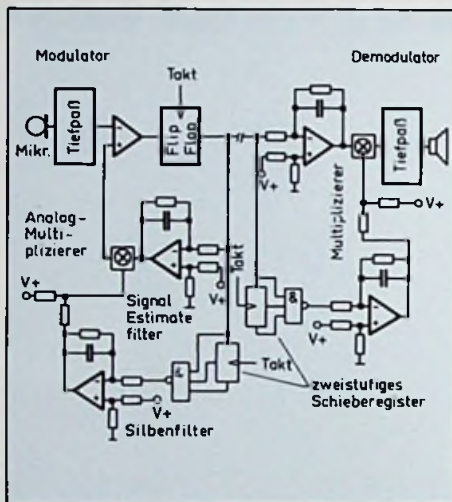 Modulator
Demodulator
Takt
Mikr.
Tiefpaß
Flip
Flop
V+
Multiplizierer
Tiefpaß
V+
Analog-
Multi-
plizierer
V+
Signal
Estimate
filter
V+
Takt
&
V+
&
Takt
zweistufiges
Schieberegister
V+
Silbenfilter